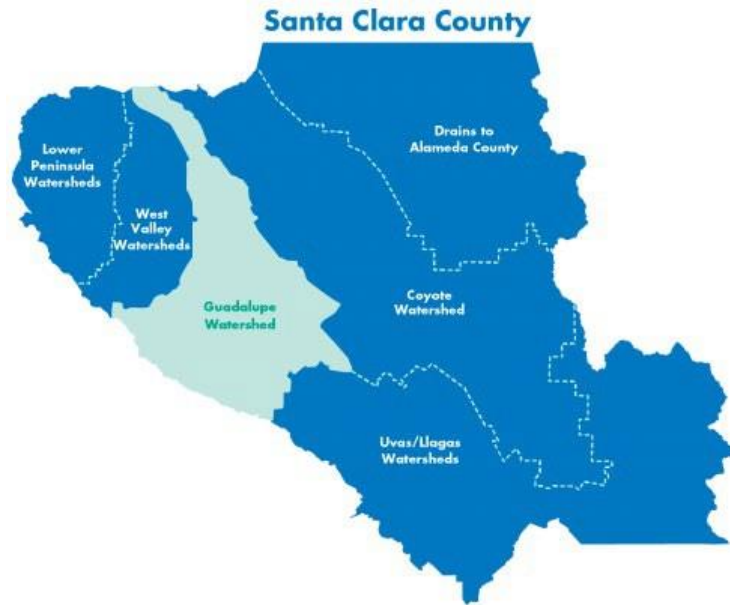 Santa Clara County
Drains to
Alameda County
Lower
Peninsula
Watersheds
West
Valley
Watersheds
Guadalupe
Watershed
Coyote
Watershed
Uvas/Llagas
Watersheds